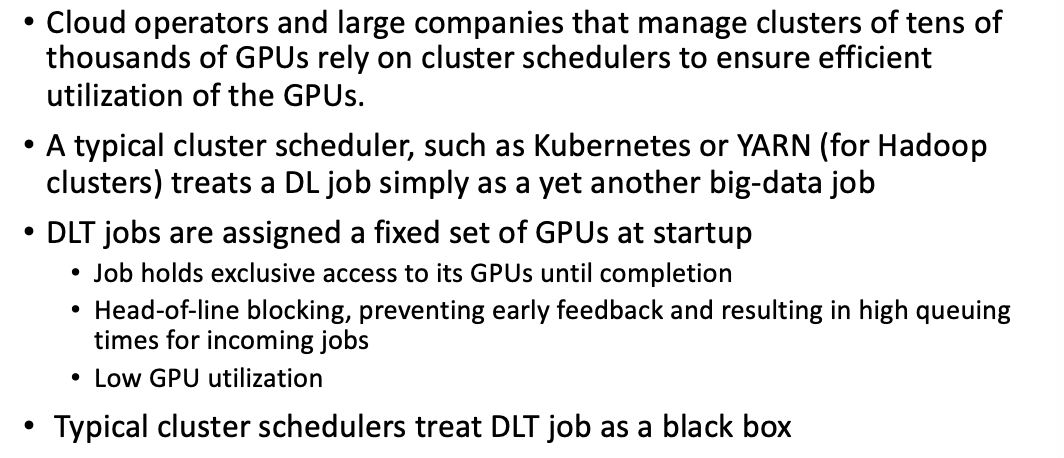 • Cloud operators and large companies that manage clusters of tens of
thousands of GPUs rely on cluster schedulers to ensure efficient
utilization of the GPUs.
• A typical cluster scheduler, such as Kubernetes or YARN (for Hadoop
clusters) treats a DL job simply as a yet another big-data job
• DLT jobs are assigned a fixed set of GPUs at startup
• Job holds exclusive access to its GPUs until completion
• Head-of-line blocking, preventing early feedback and resulting in high queuing
times for incoming jobs
• Low GPU utilization
• Typical cluster schedulers treat DLT job as a black box